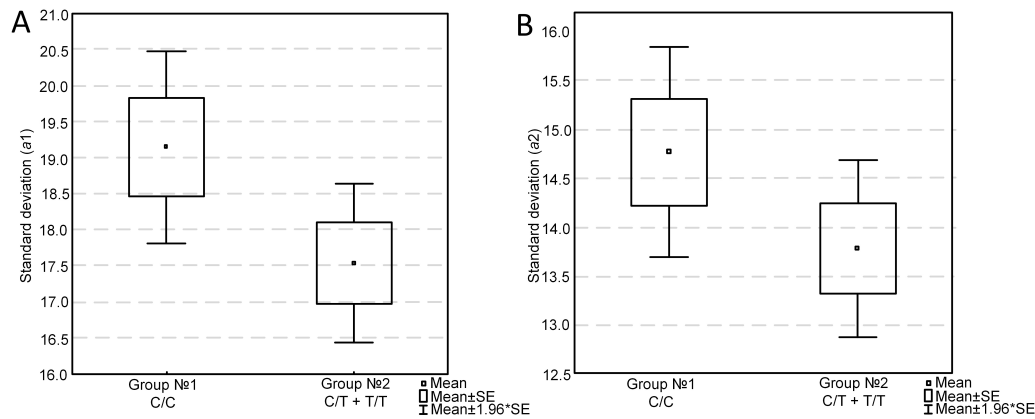 A
Standard deviation (a1)
21.0
20.5
20.0
19.5
19.0
18.5
18.0
17.5
17.0
16.5
16.0
Group №1
C/C
Group №2
C/T + T/T
Mean
Mean±SE
Mean±1.96*SE
B
Standard deviation (a2)
16.0
15.5
15.0
14.5
14.0
13.5
13.0
12.5
Group №1
C/C
Group №2
C/T + T/T
Mean
Mean±SE
Mean±1.96*SE